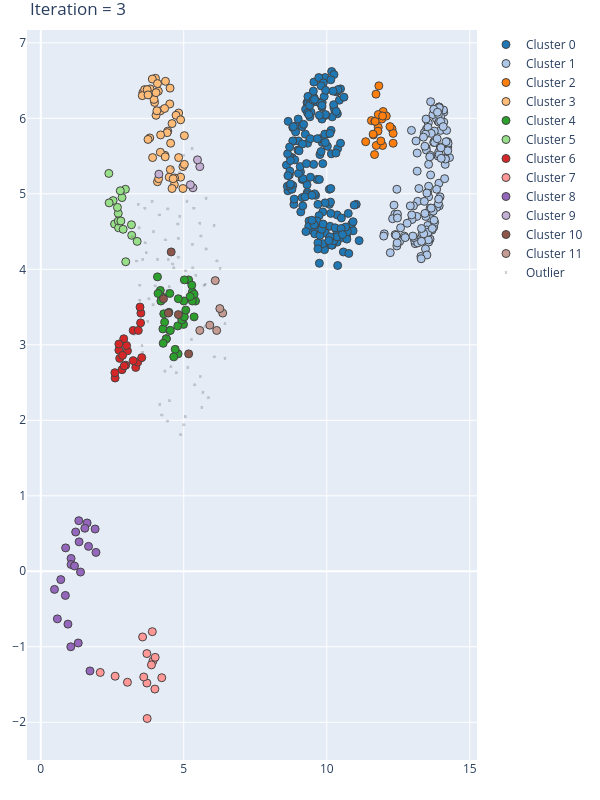 Iteration = 3
7
6
5
4
3
2
1
0
−1
−2
0
5
10
15
Cluster 0
Cluster 1
Cluster 2
Cluster 3
Cluster 4
Cluster 5
Cluster 6
Cluster 7
Cluster 8
Cluster 9
Cluster 10
Cluster 11
Outlier